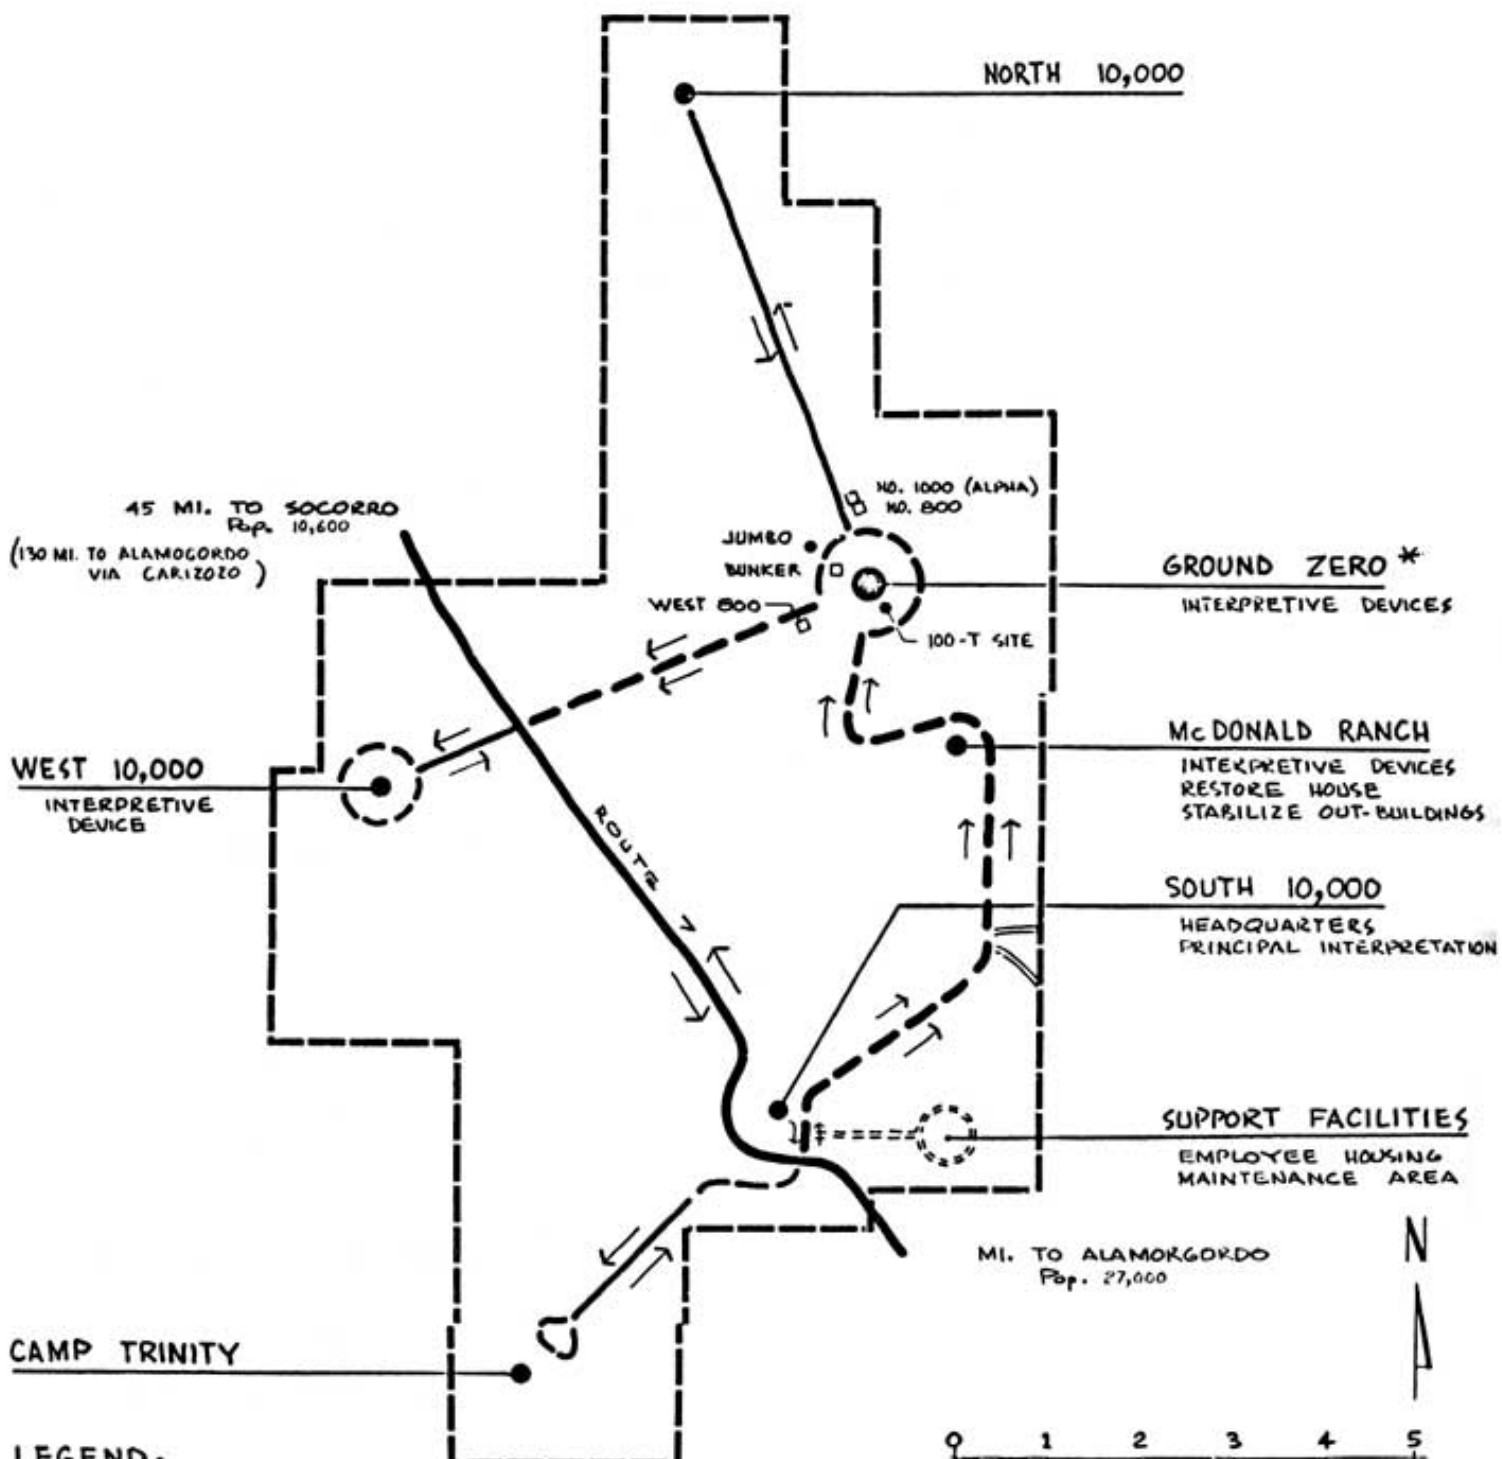 NORTH 10,000
NO. 1000 (ALPHA)
NO. 800
45 MI. TO SOCORRO
Pop. 10,600
(130 MI. TO ALAMOGORDO
VIA CARIZOZO)
JUMBO
BUNKER
GROUND ZERO *
INTERPRETIVE DEVICES
WEST 800
100-T SITE
McDONALD RANCH
INTERPRETIVE DEVICES
RESTORE HOUSE
STABILIZE OUT-BUILDINGS
WEST 10,000
INTERPRETIVE
DEVICE
ROUTE 7
SOUTH 10,000
HEADQUARTERS
PRINCIPAL INTERPRETATION
SUPPORT FACILITIES
EMPLOYEE HOUSING
MAINTENANCE AREA
MI. TO ALAMORGORDO
Pop. 27,000
N
CAMP TRINITY
LEGEND:
0 1 2 3 4 5